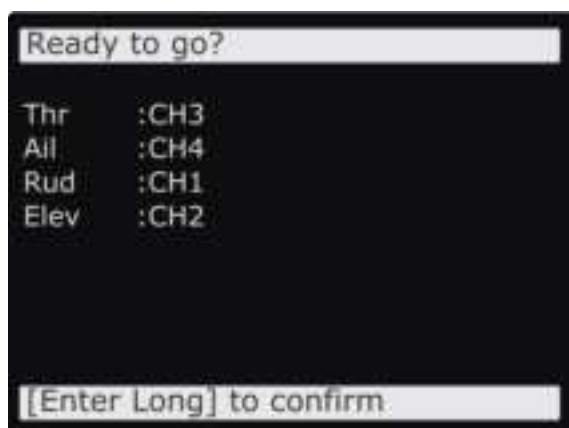 Ready to go?
Thr :CH3
Ail :CH4
Rud :CH1
Elev :CH2
[Enter Long] to confirm